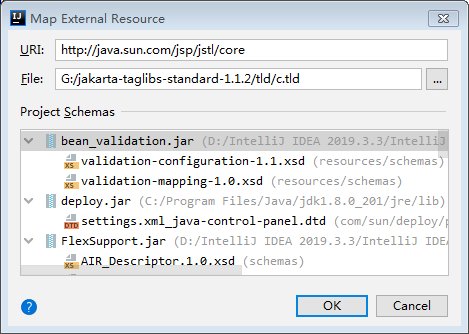 Map External Resource
URI: http://java.sun.com/jsp/jstl/core
File: G:/jakarta-taglibs-standard-1.1.2/tld/c.tld ...
Project Schemas
bean_validation.jar (D:/IntelliJ IDEA 2019.3.3/IntelliJ
validation-configuration-1.1.xsd (resources/schemas)
validation-mapping-1.0.xsd (resources/schemas)
deploy.jar (C:/Program Files/Java/jdk1.8.0_201/jre/lib)
settings.xml_java-control-panel.dtd (com/sun/deploy/
FlexSupport.jar (D:/IntelliJ IDEA 2019.3.3/IntelliJ IDEA
AIR_Descriptor.1.0.xsd (schemas)
? OK Cancel